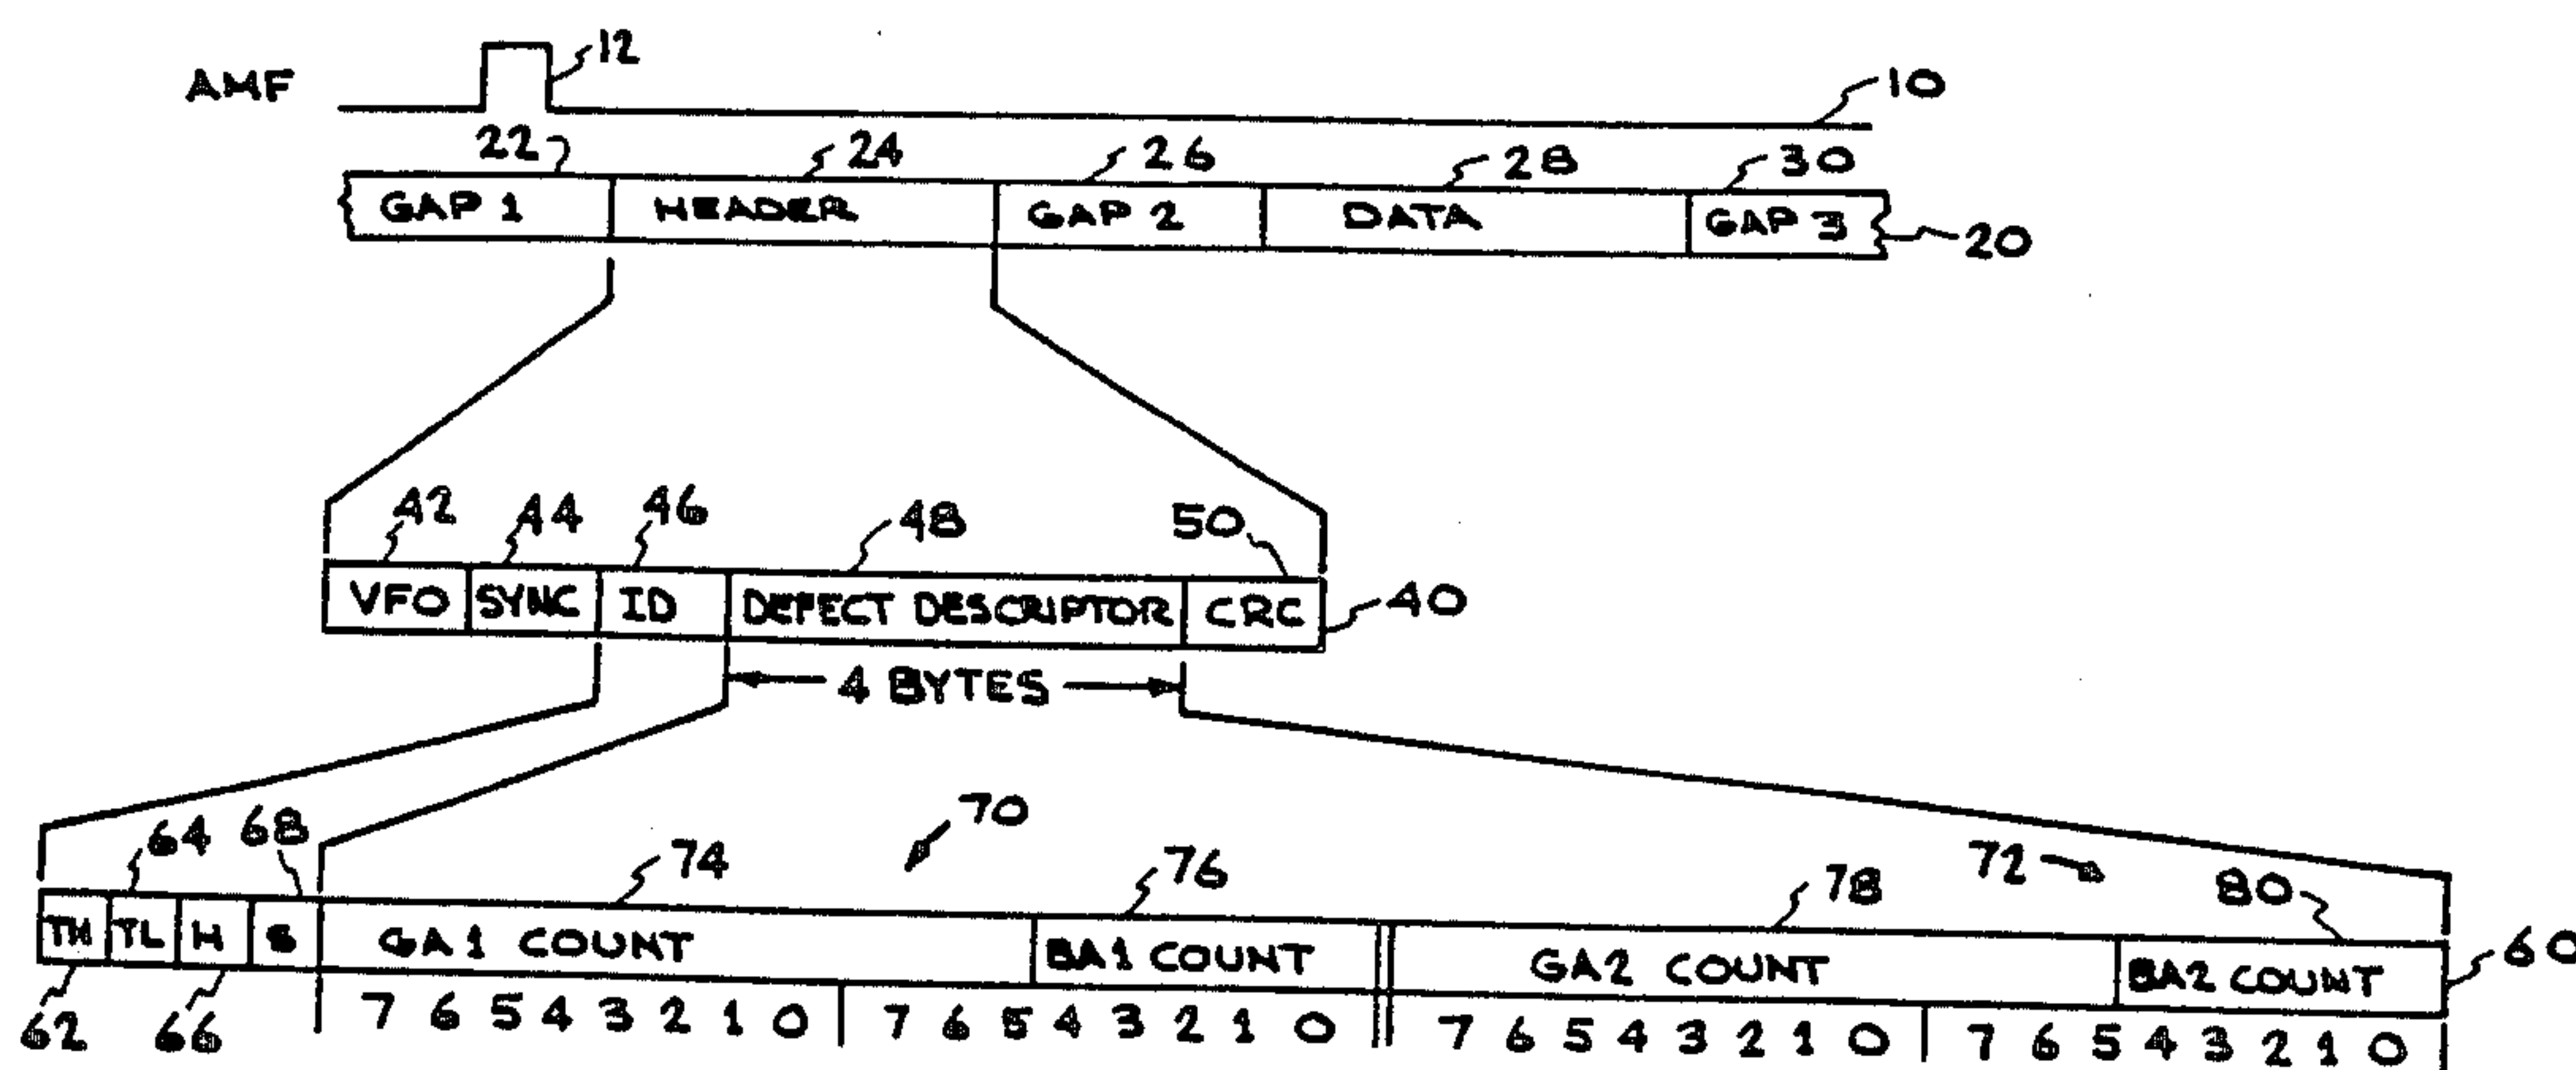 AMF 12 10
22 24 26 28 30
GAP 1 HEADER GAP 2 DATA GAP 3 20
42 44 46 48 50
VFO SYNC ID DEFECT DESCRIPTOR CRC 40
4 BYTES
64 68 74 70 76 78 72 80
TH TL H S GA1 COUNT BA1 COUNT GA2 COUNT BA2 COUNT 60
62 66 7 6 5 4 3 2 1 0 7 6 5 4 3 2 1 0 7 6 5 4 3 2 1 0 7 6 5 4 3 2 1 0